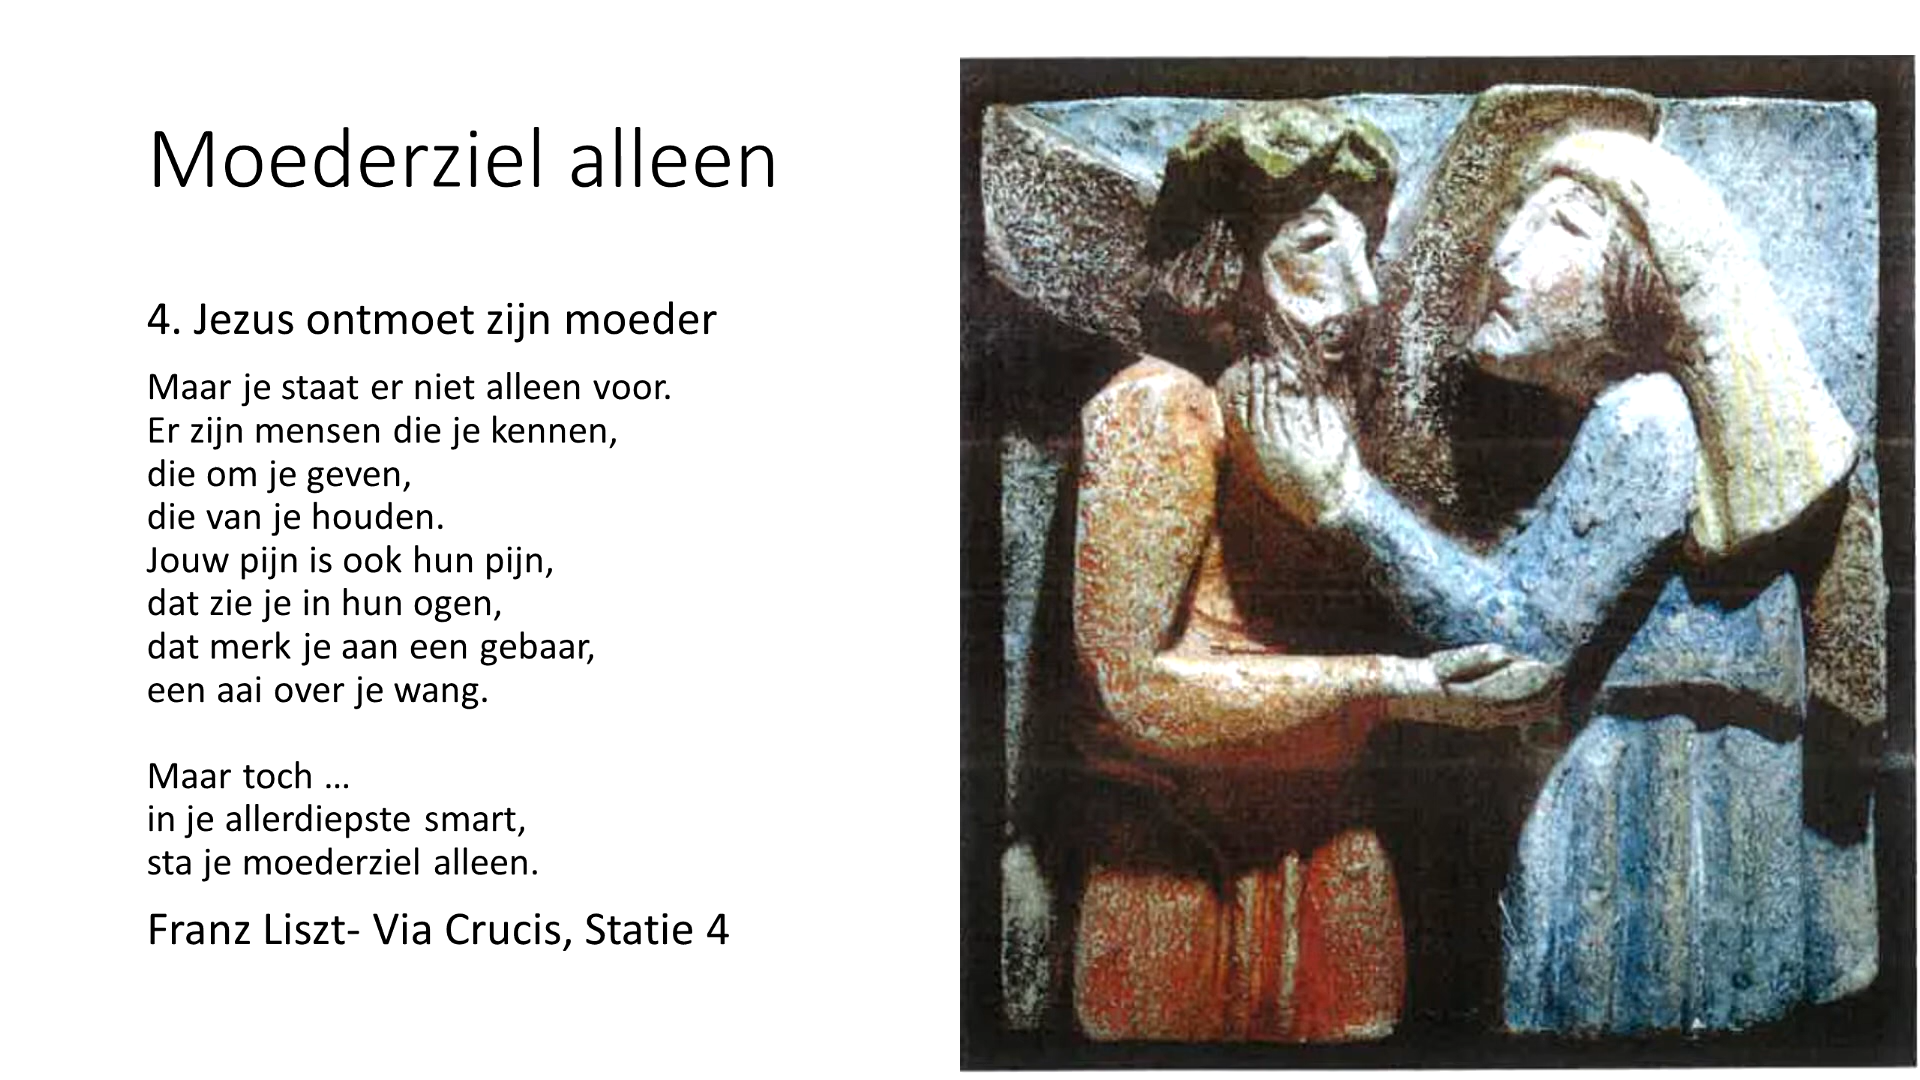 Moederziel alleen
4. Jezus ontmoet zijn moeder
Maar je staat er niet alleen voor.
Er zijn mensen die je kennen,
die om je geven,
die van je houden.
Jouw pijn is ook hun pijn,
dat zie je in hun ogen,
dat merk je aan een gebaar,
een aai over je wang.
Maar toch …
in je allerdiepste smart,
sta je moederziel alleen.
Franz Liszt- Via Crucis, Statie 4